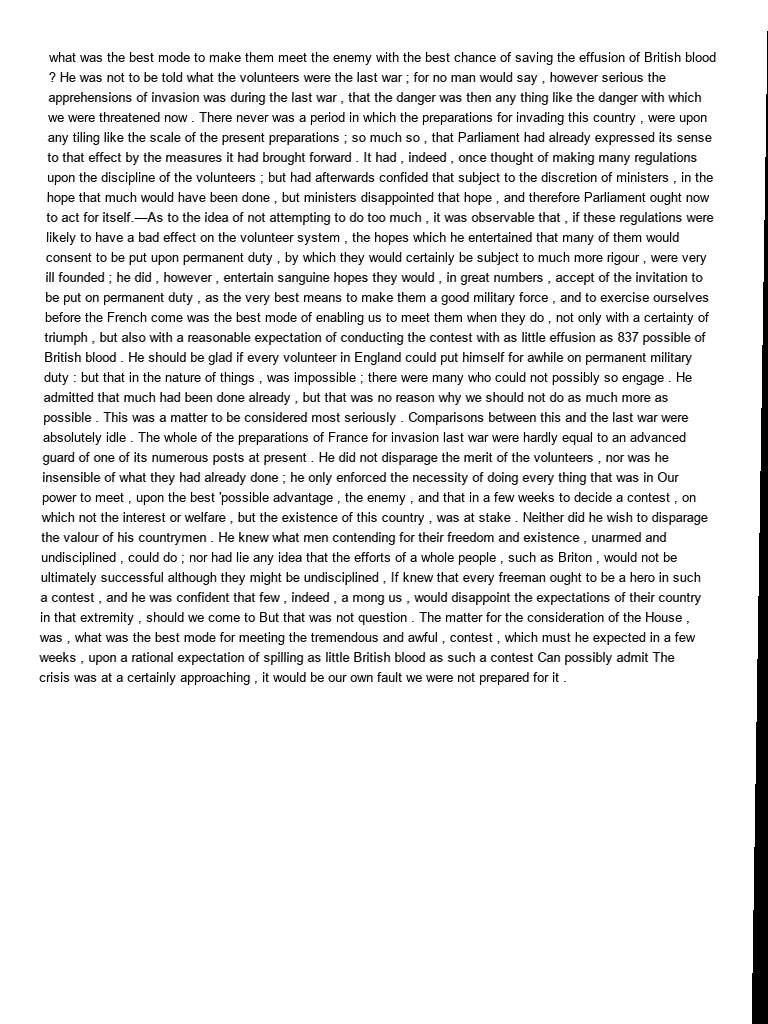 what was the best mode to make them meet the enemy with the best chance of saving the effusion of British blood
? He was not to be told what the volunteers were the last war ; for no man would say , however serious the
apprehensions of invasion was during the last war , that the danger was then any thing like the danger with which
we were threatened now . There never was a period in which the preparations for invading this country , were upon
any tiling like the scale of the present preparations ; so much so , that Parliament had already expressed its sense
to that effect by the measures it had brought forward . It had , indeed , once thought of making many regulations
upon the discipline of the volunteers ; but had afterwards confided that subject to the discretion of ministers , in the
hope that much would have been done , but ministers disappointed that hope , and therefore Parliament ought now
to act for itself.—As to the idea of not attempting to do too much , it was observable that , if these regulations were
likely to have a bad effect on the volunteer system , the hopes which he entertained that many of them would
consent to be put upon permanent duty , by which they would certainly be subject to much more rigour , were very
ill founded ; he did , however , entertain sanguine hopes they would , in great numbers , accept of the invitation to
be put on permanent duty , as the very best means to make them a good military force , and to exercise ourselves
before the French come was the best mode of enabling us to meet them when they do , not only with a certainty of
triumph , but also with a reasonable expectation of conducting the contest with as little effusion as 837 possible of
British blood . He should be glad if every volunteer in England could put himself for awhile on permanent military
duty : but that in the nature of things , was impossible ; there were many who could not possibly so engage . He
admitted that much had been done already , but that was no reason why we should not do as much more as
possible . This was a matter to be considered most seriously . Comparisons between this and the last war were
absolutely idle . The whole of the preparations of France for invasion last war were hardly equal to an advanced
guard of one of its numerous posts at present . He did not disparage the merit of the volunteers , nor was he
insensible of what they had already done ; he only enforced the necessity of doing every thing that was in Our
power to meet , upon the best 'possible advantage , the enemy , and that in a few weeks to decide a contest , on
which not the interest or welfare , but the existence of this country , was at stake . Neither did he wish to disparage
the valour of his countrymen . He knew what men contending for their freedom and existence , unarmed and
undisciplined , could do ; nor had lie any idea that the efforts of a whole people , such as Briton , would not be
ultimately successful although they might be undisciplined , If knew that every freeman ought to be a hero in such
a contest , and he was confident that few , indeed , a mong us , would disappoint the expectations of their country
in that extremity , should we come to But that was not question . The matter for the consideration of the House ,
was , what was the best mode for meeting the tremendous and awful , contest , which must he expected in a few
weeks , upon a rational expectation of spilling as little British blood as such a contest Can possibly admit The
crisis was at a certainly approaching , it would be our own fault we were not prepared for it .